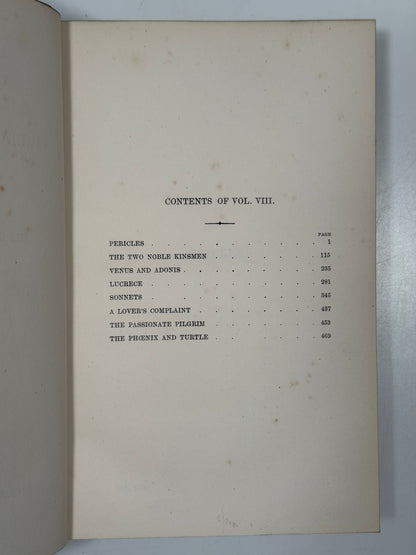 CONTENTS OF VOL. VIII.
PAGE
PERICLES . . . . . . . . . . 1
THE TWO NOBLE KINSMEN . . . . . . 115
VENUS AND ADONIS . . . . . . . . 235
LUCRECE . . . . . . . . . . 281
SONNETS . . . . . . . . . . 345
A LOVER'S COMPLAINT . . . . . . . 437
THE PASSIONATE PILGRIM . . . . . . 453
THE PHŒNIX AND TURTLE . . . . . . 469